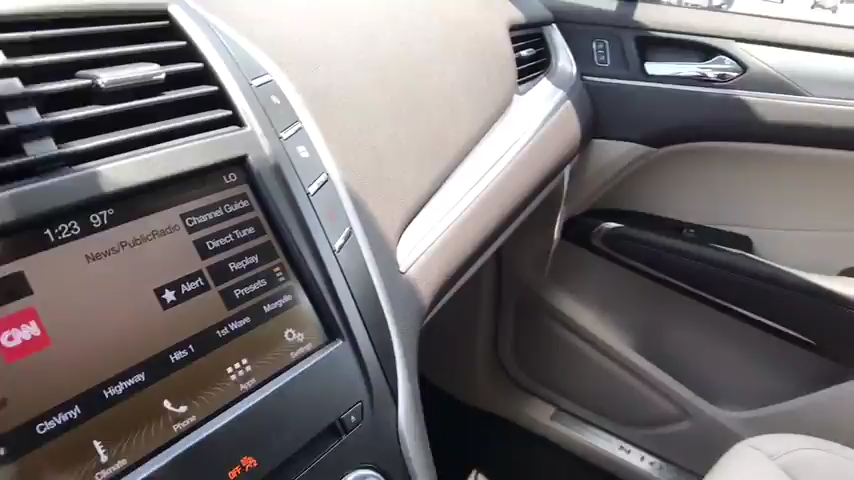 LO
1:23 97°
News/PublicRadio
Channel Guide
Direct Tune
Replay
Alert
Presets
CNN
ClsVinyl
Highway
Hits 1
1st Wave
Margville
Climate
Phone
Apps
Settings
OFF